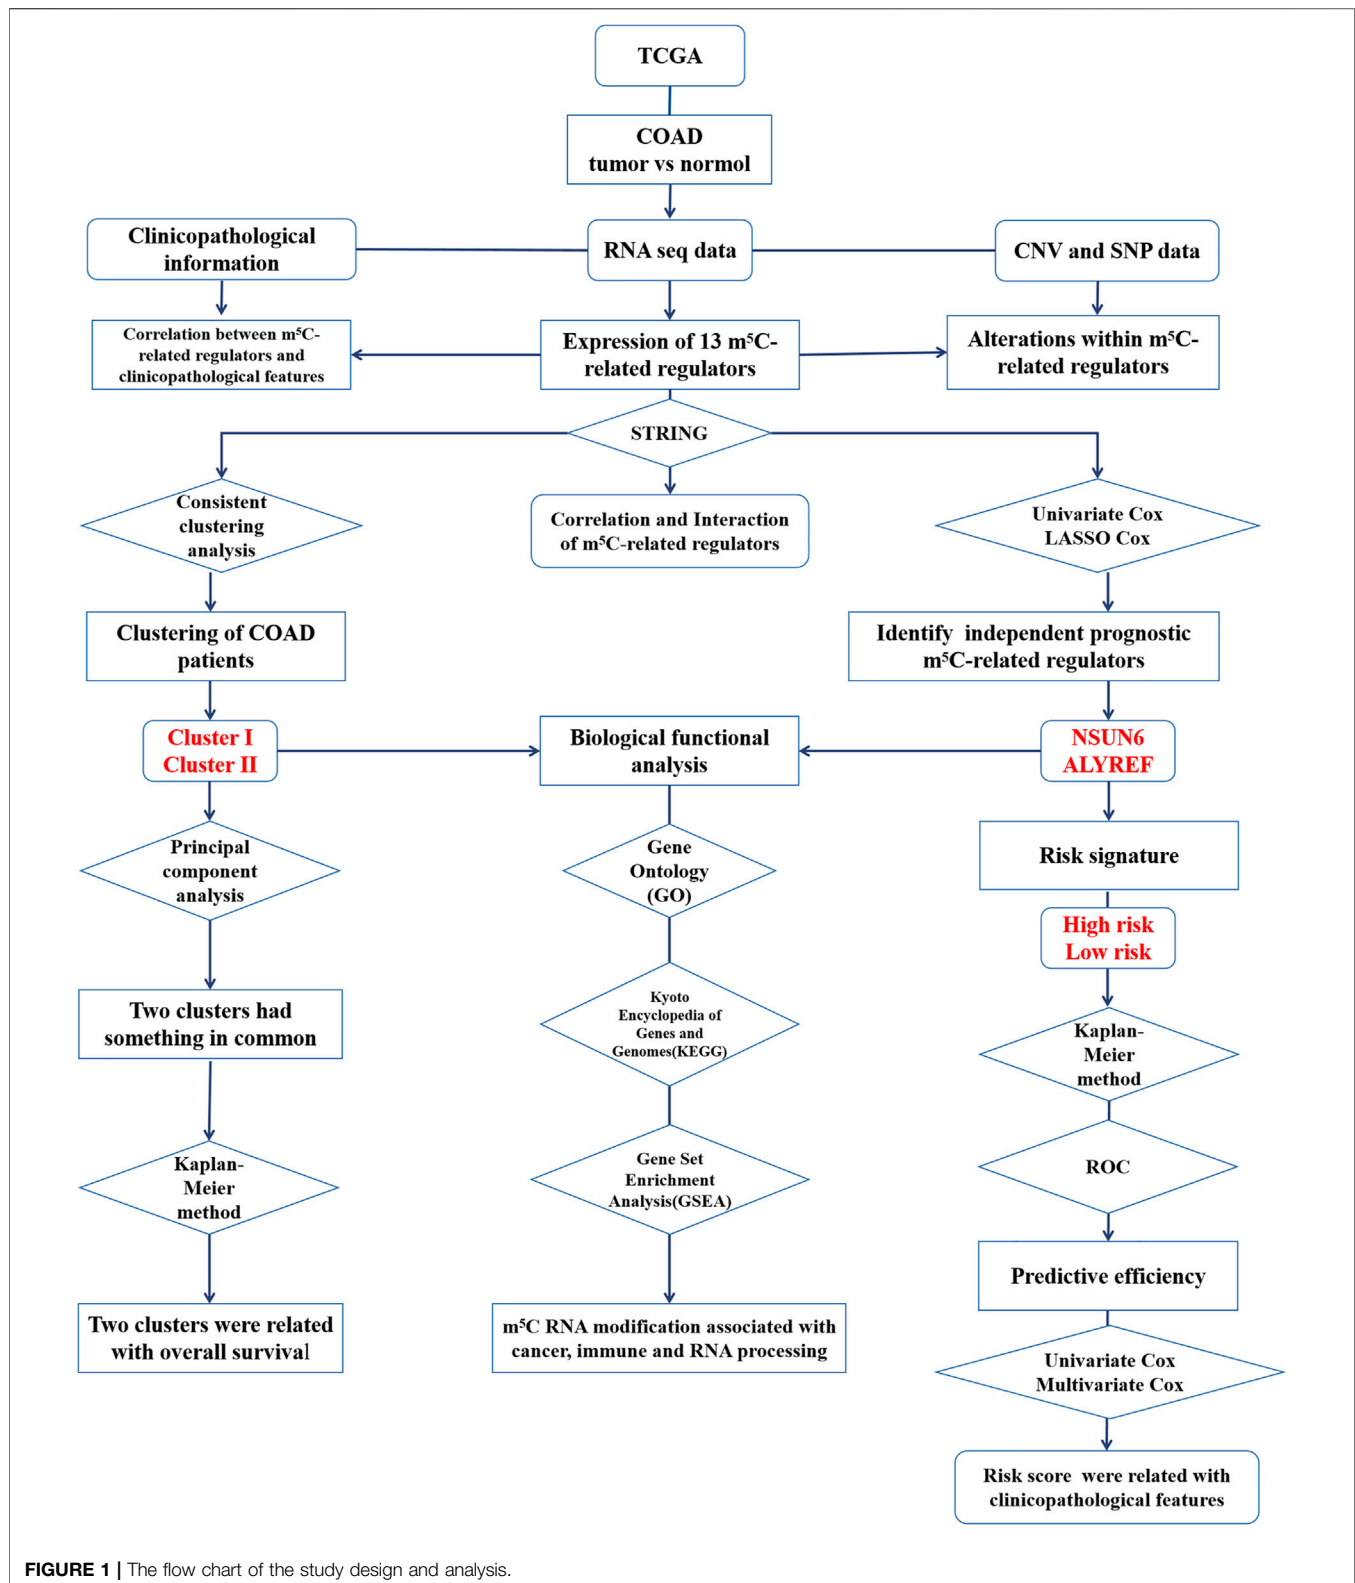 TCGA
COAD
tumor vs normol
Clinicopathological
information
RNA seq data
CNV and SNP data
Correlation between m⁵C-
related regulators and
clinicopathological features
Expression of 13 m⁵C-
related regulators
Alterations within m⁵C-
related regulators
STRING
Consistent
clustering
analysis
Correlation and Interaction
of m⁵C-related regulators
Univariate Cox
LASSO Cox
Clustering of COAD
patients
Identify independent prognostic
m⁵C-related regulators
Cluster I
Cluster II
Biological functional
analysis
NSUN6
ALYREF
Principal
component
analysis
Gene
Ontology
(GO)
Risk signature
High risk
Low risk
Two clusters had
something in common
Kyoto
Encyclopedia of
Genes and
Genomes(KEGG)
Kaplan-
Meier
method
Kaplan-
Meier
method
Gene Set
Enrichment
Analysis(GSEA)
ROC
Predictive efficiency
Two clusters were related
with overall survival
m⁵C RNA modification associated with
cancer, immune and RNA processing
Univariate Cox
Multivariate Cox
Risk score were related with
clinicopathological features
FIGURE 1 | The flow chart of the study design and analysis.